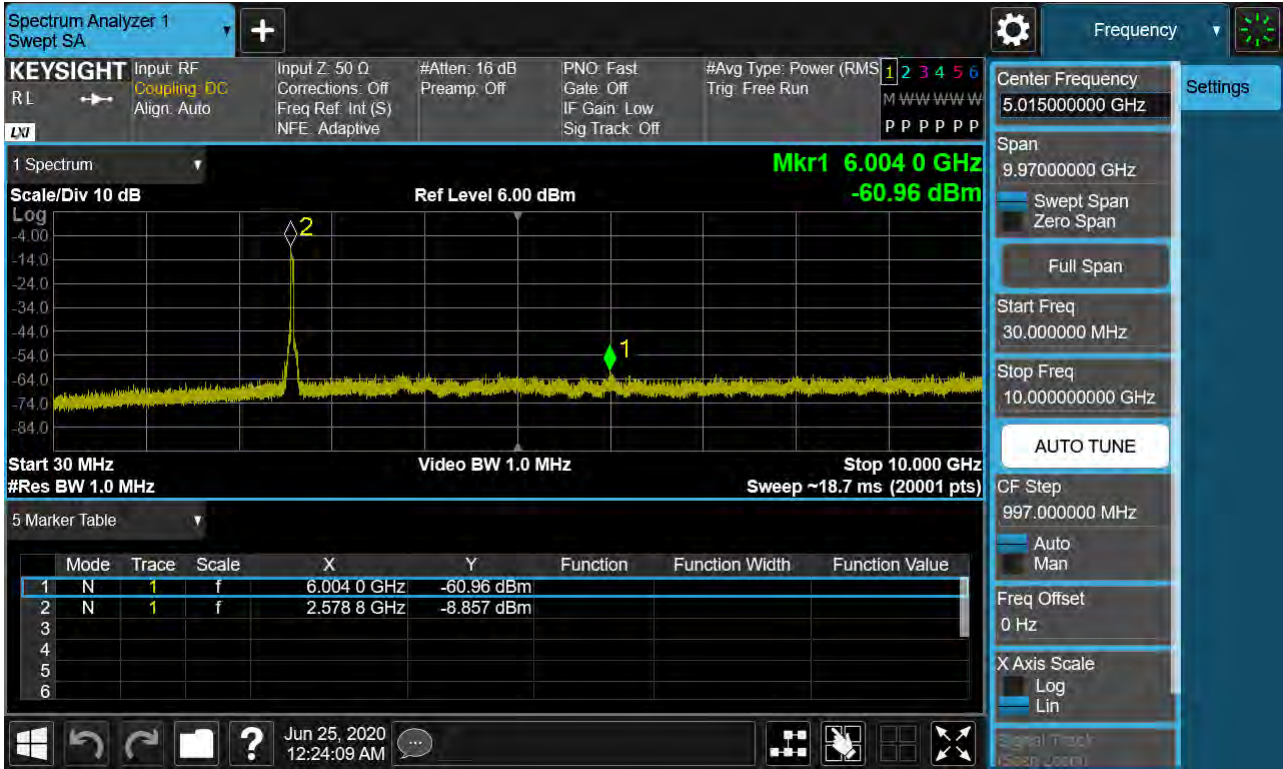 Spectrum Analyzer 1
Swept SA
Frequency
KEYSIGHT
RL
LXI
Input: RF
Coupling: DC
Align: Auto
Input Z: 50 Ω
Corrections: Off
Freq Ref: Int (S)
NFE: Adaptive
#Atten: 16 dB
Preamp: Off
PNO: Fast
Gate: Off
IF Gain: Low
Sig Track: Off
#Avg Type: Power (RMS
Trig: Free Run
1 2 3 4 5 6
M W W W W W
P P P P P P
Center Frequency
5.015000000 GHz
Settings
1 Spectrum
Mkr1 6.004 0 GHz
-60.96 dBm
Scale/Div 10 dB
Ref Level 6.00 dBm
Log
-4.00
-14.0
-24.0
-34.0
-44.0
-54.0
-64.0
-74.0
-84.0
2
1
Start 30 MHz
Video BW 1.0 MHz
Stop 10.000 GHz
#Res BW 1.0 MHz
Sweep ~18.7 ms (20001 pts)
Span
9.97000000 GHz
Swept Span
Zero Span
Full Span
Start Freq
30.000000 MHz
Stop Freq
10.000000000 GHz
AUTO TUNE
CF Step
997.000000 MHz
Auto
Man
Freq Offset
0 Hz
X Axis Scale
Log
Lin
Signal Track
(Span Zoom)
5 Marker Table
Mode Trace Scale X Y Function Function Width Function Value
1 N 1 f 6.004 0 GHz -60.96 dBm
2 N 1 f 2.578 8 GHz -8.857 dBm
3
4
5
6
?
Jun 25, 2020
12:24:09 AM